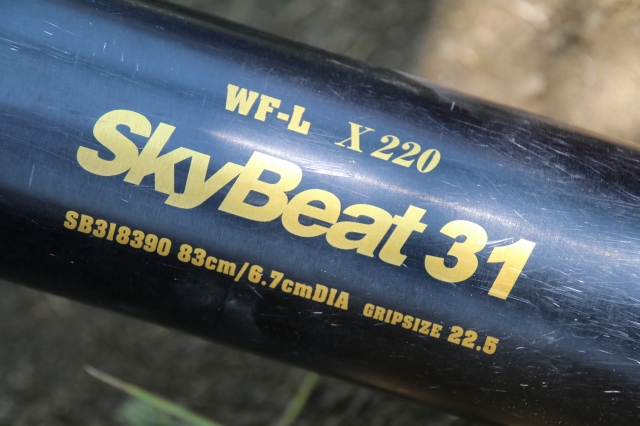 WF-L X220
SkyBeat 31
SB318390 83cm/6.7cmDIA GRIPSIZE 22.5